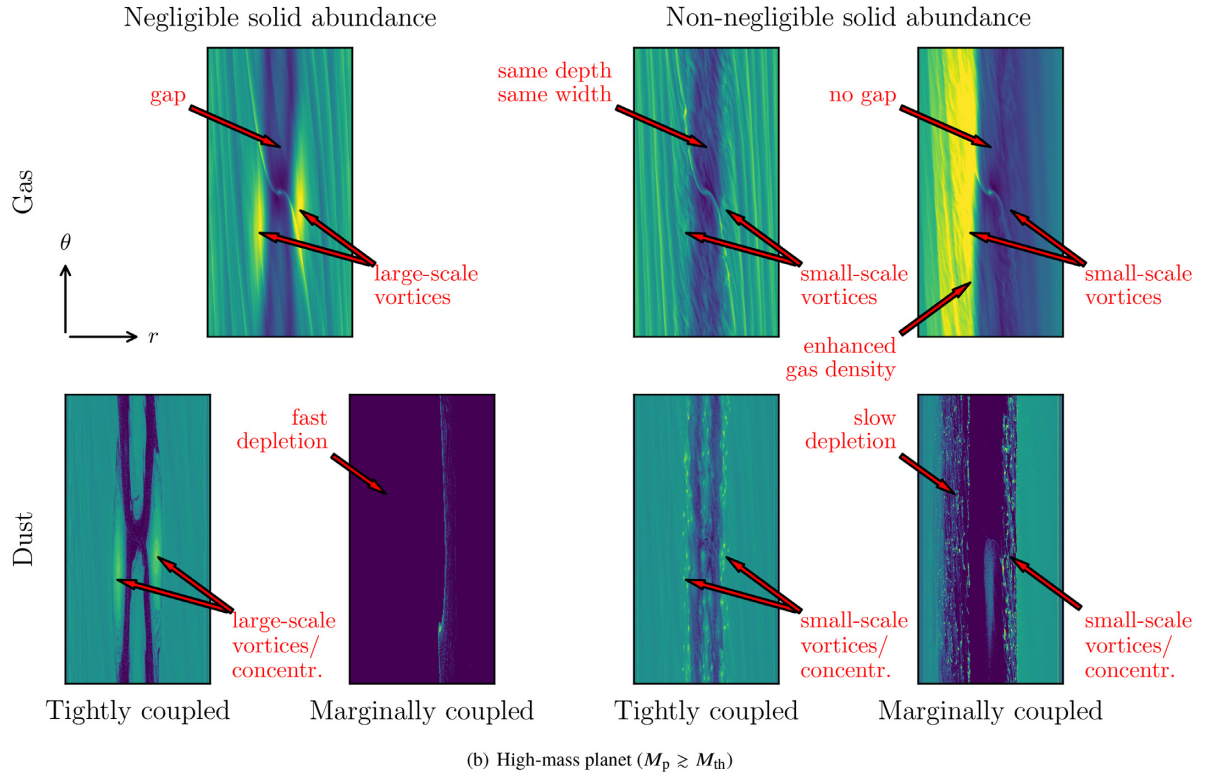 Negligible solid abundance
Non-negligible solid abundance
Gas
θ
r
gap
large-scale
vortices
same depth
same width
small-scale
vortices
no gap
small-scale
vortices
enhanced
gas density
Dust
large-scale
vortices/
concentr.
fast
depletion
small-scale
vortices/
concentr.
slow
depletion
small-scale
vortices/
concentr.
Tightly coupled
Marginally coupled
Tightly coupled
Marginally coupled
(b) High-mass planet (M_p ≳ M_th)